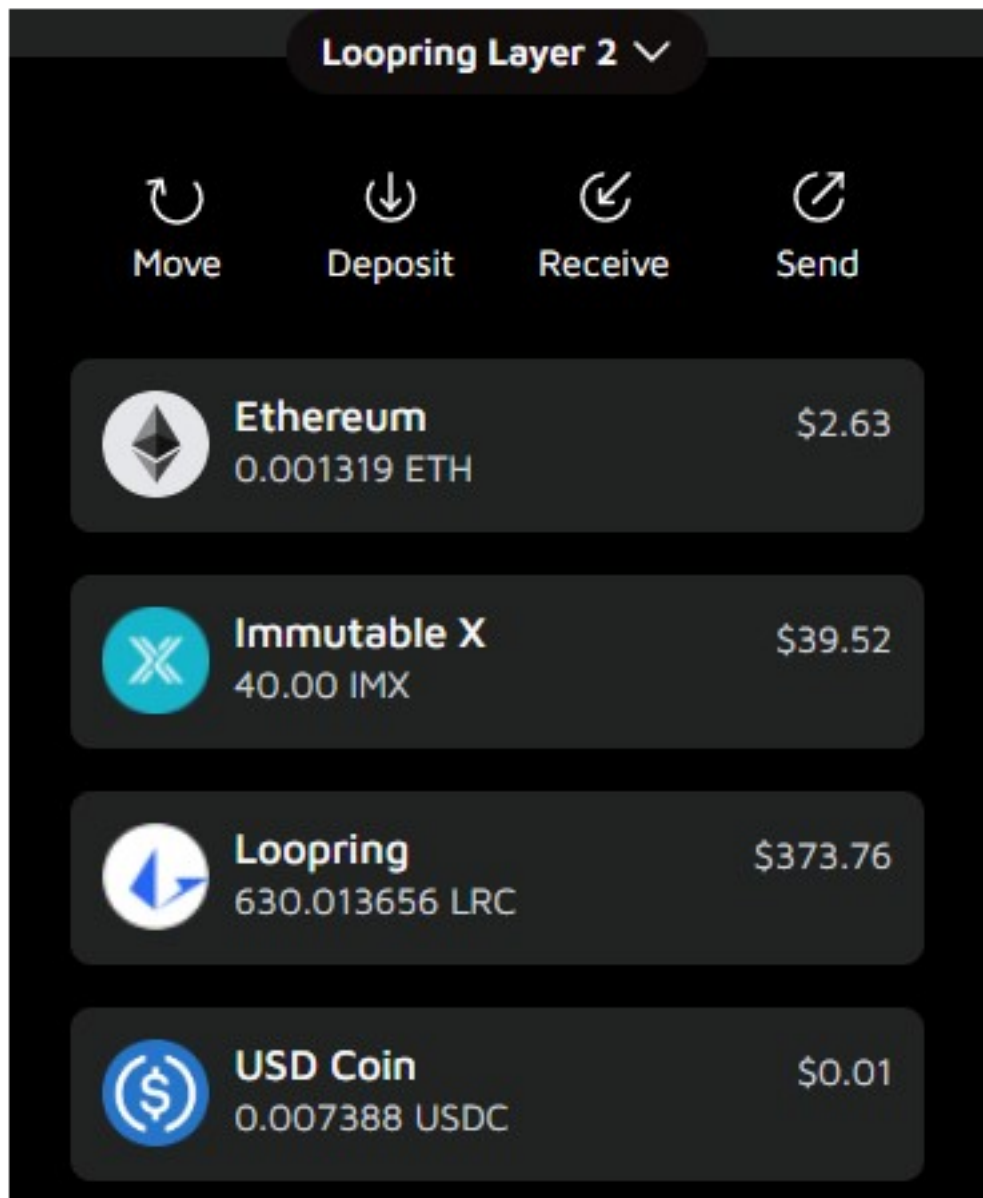 Loopring Layer 2
Move Deposit Receive Send
Ethereum $2.63
0.001319 ETH
Immutable X $39.52
40.00 IMX
Loopring $373.76
630.013656 LRC
USD Coin $0.01
0.007388 USDC